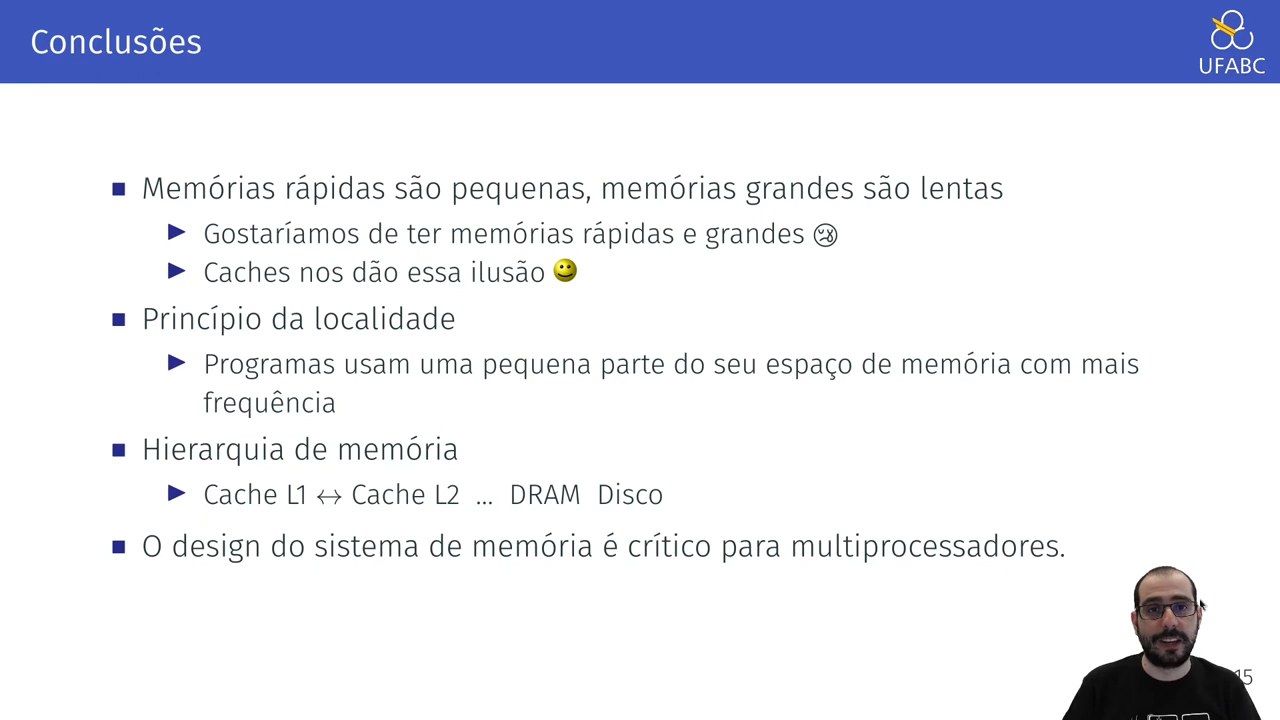 Conclusões
UFABC
Memórias rápidas são pequenas, memórias grandes são lentas
Gostaríamos de ter memórias rápidas e grandes
Caches nos dão essa ilusão
Princípio da localidade
Programas usam uma pequena parte do seu espaço de memória com mais
frequência
Hierarquia de memória
Cache L1 ↔ Cache L2 ... DRAM Disco
O design do sistema de memória é crítico para multiprocessadores.
15